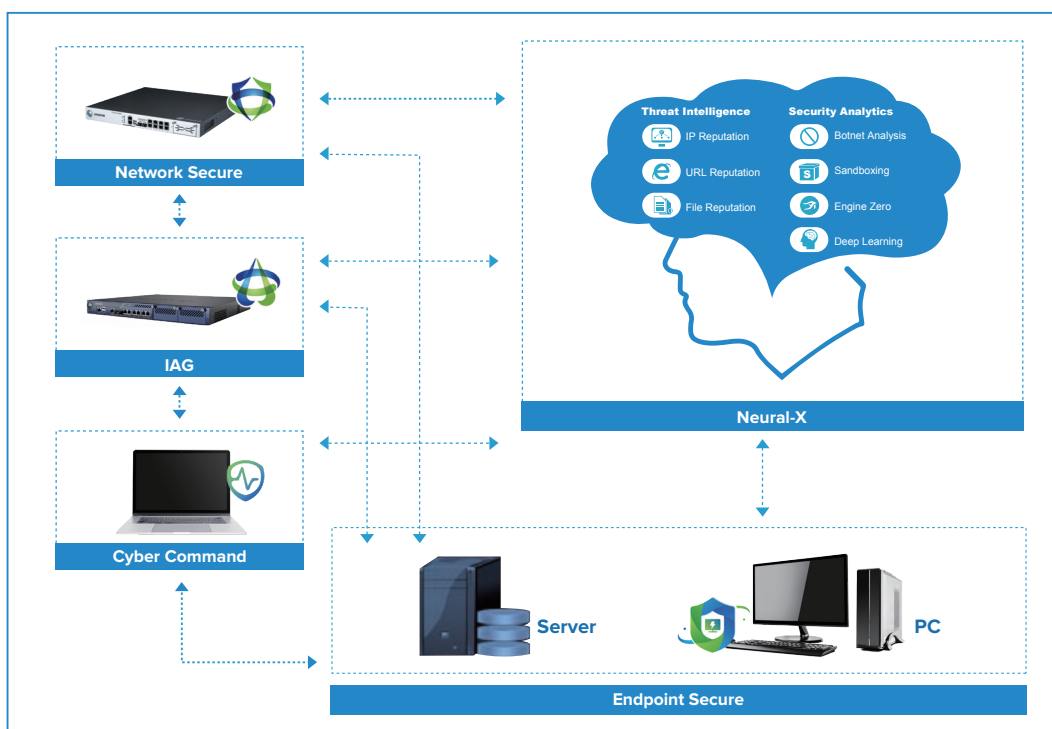 Network Secure
IAG
Cyber Command
Threat Intelligence
IP Reputation
URL Reputation
File Reputation
Security Analytics
Botnet Analysis
Sandboxing
Engine Zero
Deep Learning
Neural-X
Server
PC
Endpoint Secure